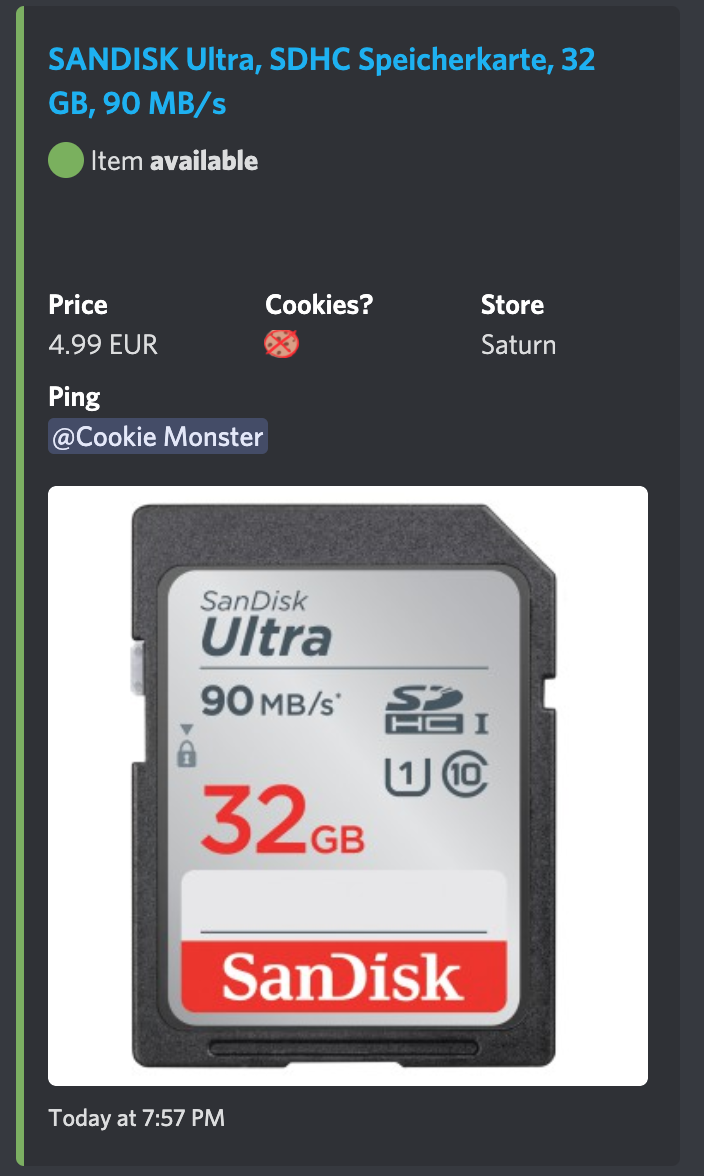 SANDISK Ultra, SDHC Speicherkarte, 32
GB, 90 MB/s
Item available
Price
Cookies?
Store
4.99 EUR
Saturn
Ping
@Cookie Monster
SanDisk
Ultra
90 MB/s*
SD
HC I
1 10
32GB
SanDisk
Today at 7:57 PM